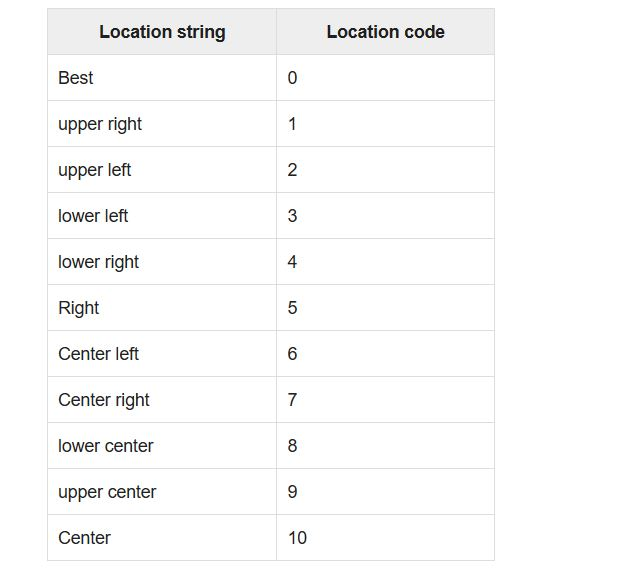 Location string Location code
Best 0
upper right 1
upper left 2
lower left 3
lower right 4
Right 5
Center left 6
Center right 7
lower center 8
upper center 9
Center 10